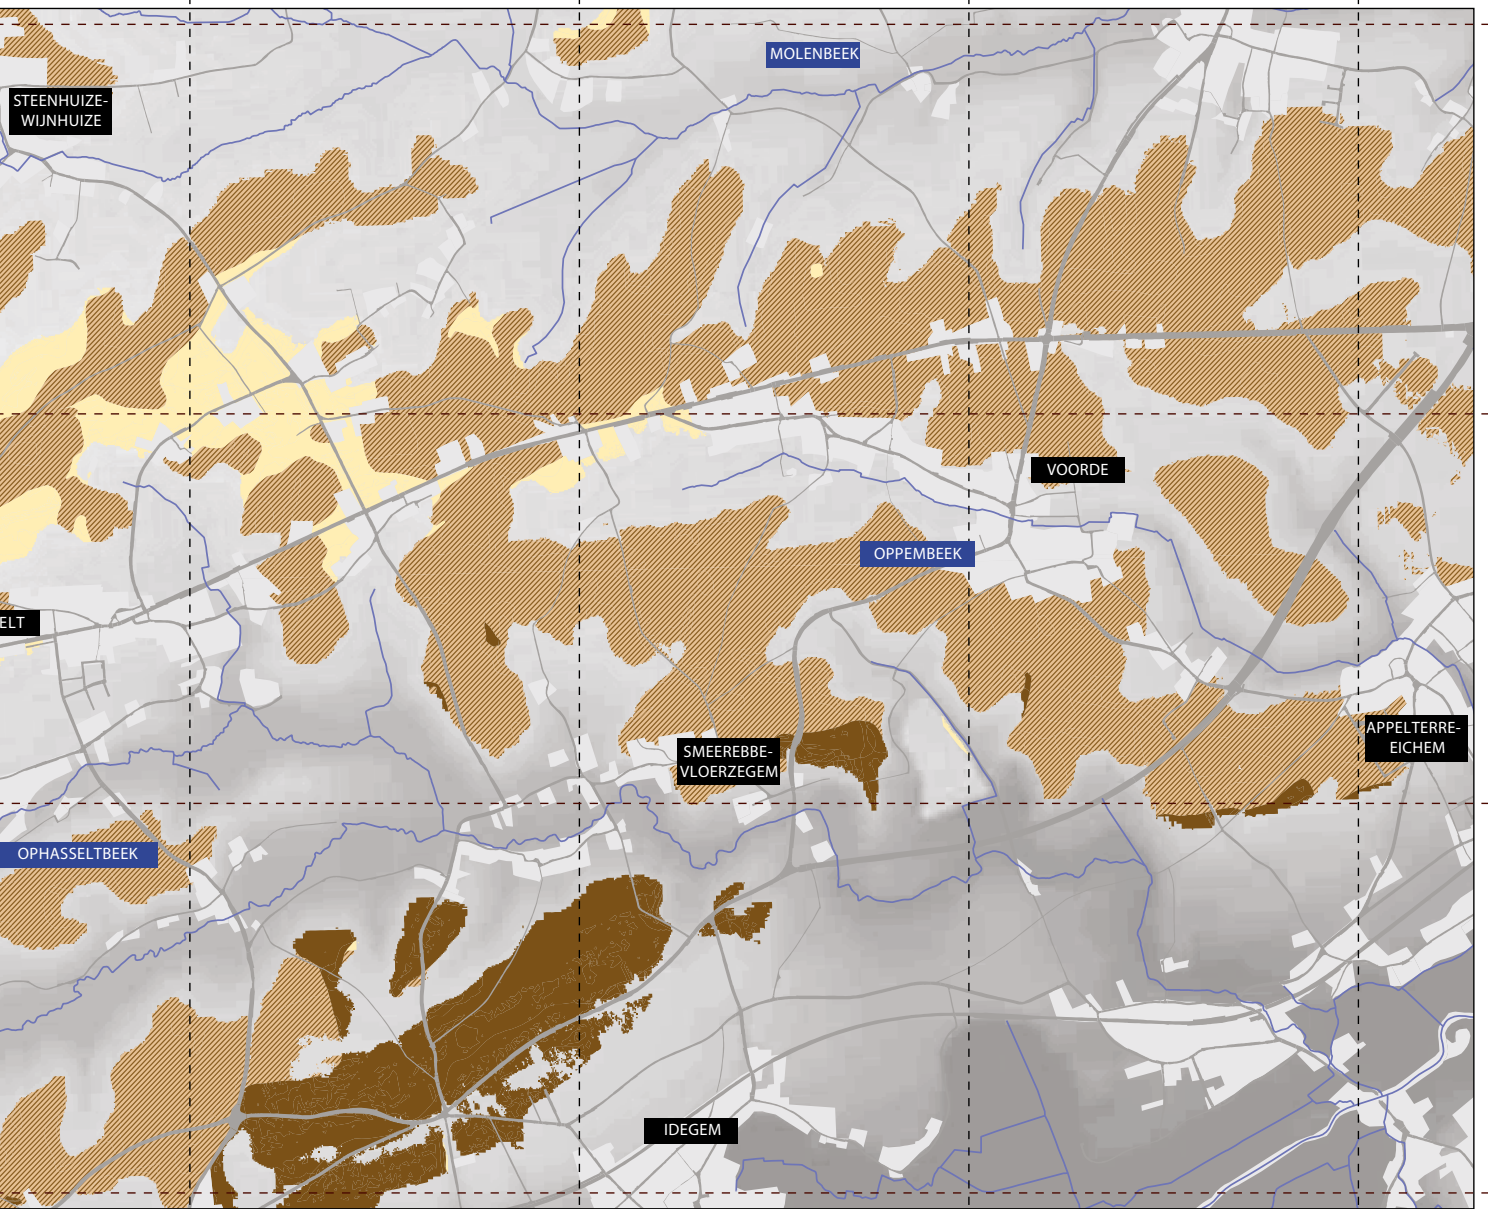 MOLENBEEK
STEENHUIZE-
WIJNHUIZE
VOORDE
OPPEMBEEK
ELT
APPELTERRE-
EICHEM
SMEEREBBE-
VLOERZEGEM
OPHASSELTBEEK
IDEGEM